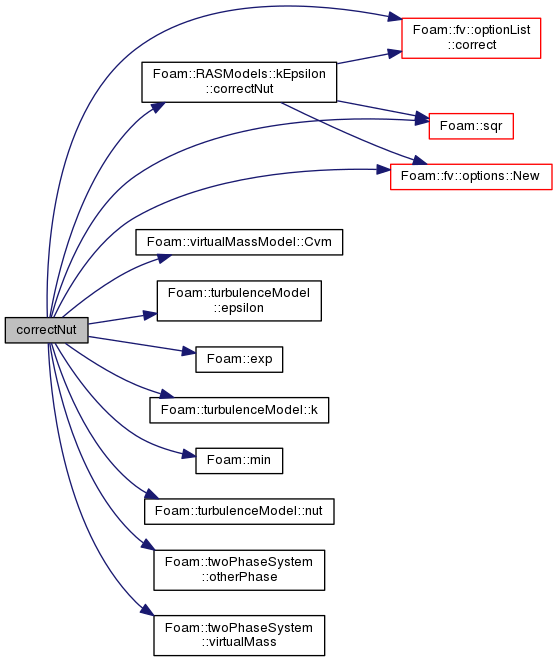 Foam::fv::optionList
::correct
Foam::RASModels::kEpsilon
::correctNut
Foam::sqr
Foam::fv::options::New
Foam::virtualMassModel::Cvm
Foam::turbulenceModel
::epsilon
correctNut
Foam::exp
Foam::turbulenceModel::k
Foam::min
Foam::turbulenceModel::nut
Foam::twoPhaseSystem
::otherPhase
Foam::twoPhaseSystem
::virtualMass